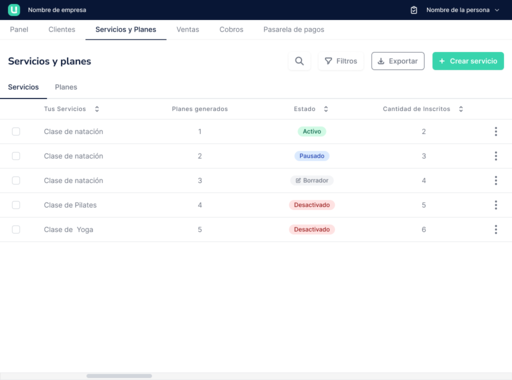 U Nombre de empresa Nombre de la persona
Panel Clientes Servicios y Planes Ventas Cobros Pasarela de pagos
Servicios y planes Filtros Exportar + Crear servicio
Servicios Planes
Tus Servicios Planes generados Estado Cantidad de Inscritos
Clase de natación 1 Activo 2
Clase de natación 2 Pausado 3
Clase de natación 3 Borrador 4
Clase de Pilates 4 Desactivado 5
Clase de Yoga 5 Desactivado 6